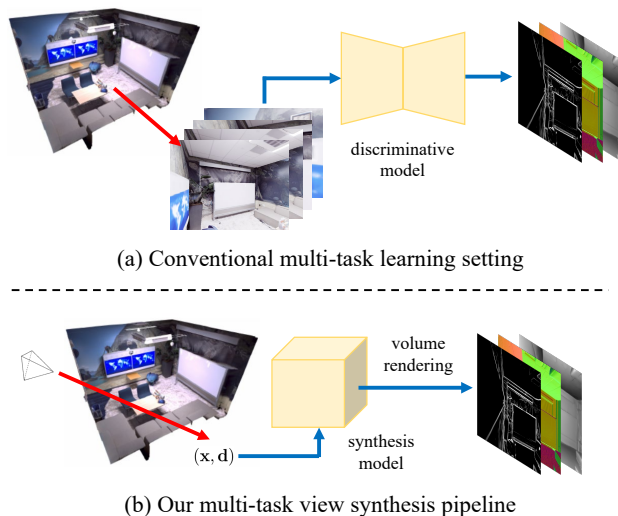 discriminative
model
(a) Conventional multi-task learning setting
volume
rendering
(x, d)
synthesis
model
(b) Our multi-task view synthesis pipeline